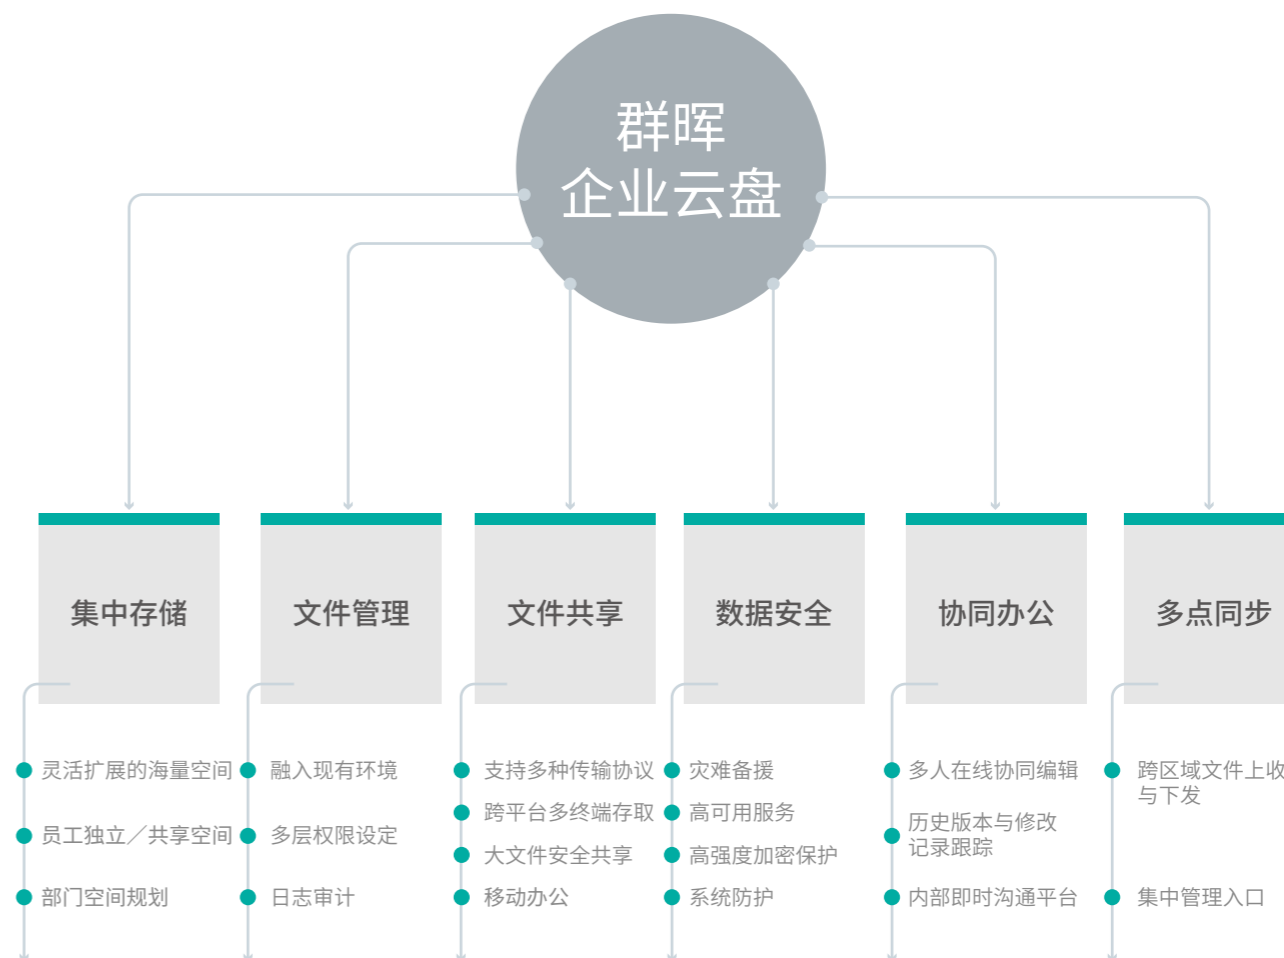 群晖
企业云盘
集中存储
灵活扩展的海量空间
员工独立／共享空间
部门空间规划
文件管理
融入现有环境
多层权限设定
日志审计
文件共享
支持多种传输协议
跨平台多终端存取
大文件安全共享
移动办公
数据安全
灾难备援
高可用服务
高强度加密保护
系统防护
协同办公
多人在线协同编辑
历史版本与修改
记录跟踪
内部即时沟通平台
多点同步
跨区域文件上收
与下发
集中管理入口